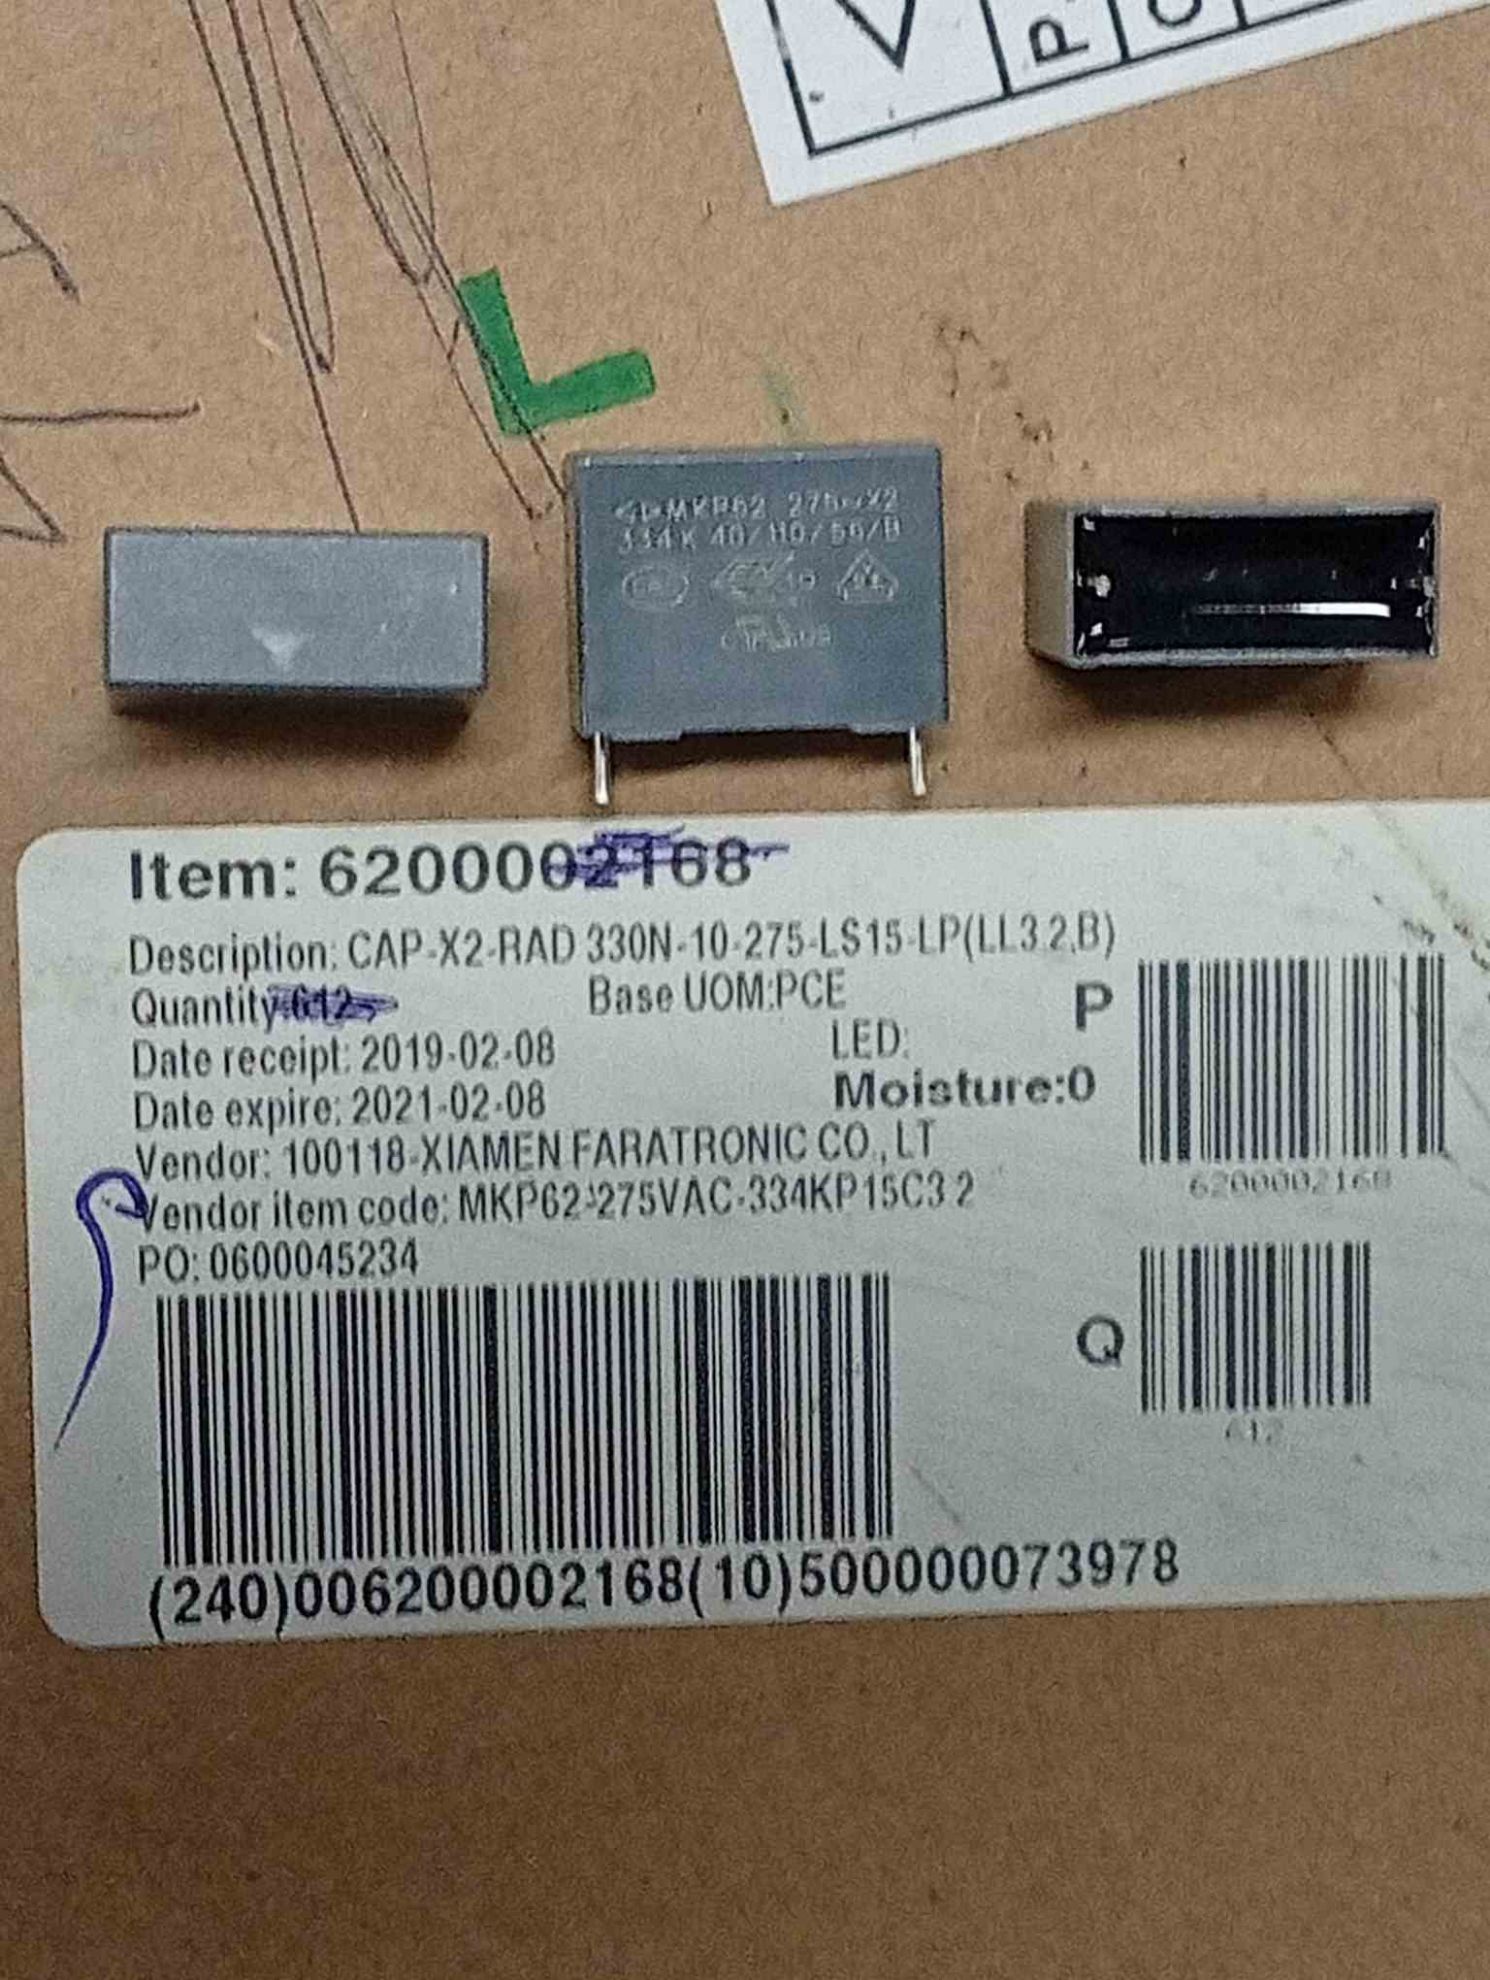 P
MKP62 275~X2
334K 40/110/56/B
Item: 6200002168
Description: CAP-X2-RAD 330N-10-275-LS15-LP(LL3.2,B)
Quantity:612
Base UOM:PCE
Date receipt: 2019-02-08
LED:
Date expire: 2021-02-08
Moisture:0
Vendor: 100118-XIAMEN FARATRONIC CO., LT
Vendor item code: MKP62-275VAC-334KP15C3 2
PO: 0600045234
P
6200002168
Q
612
(240)006200002168(10)500000073978